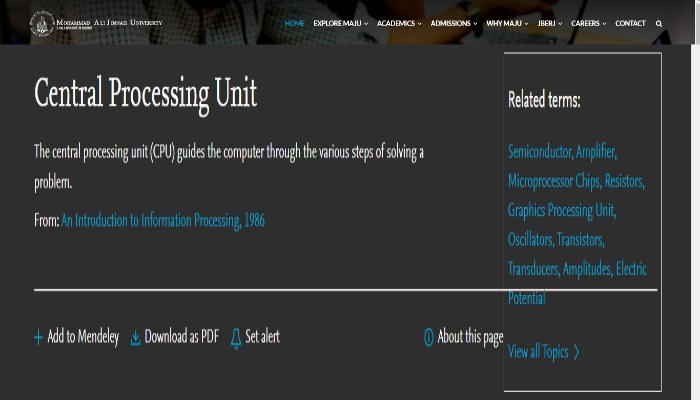 Mohammad Ali Jinnah University
HOME EXPLORE MAJU ACADEMICS ADMISSIONS WHY MAJU JBERJ CAREERS CONTACT
Central Processing Unit
The central processing unit (CPU) guides the computer through the various steps of solving a
problem.
From: An Introduction to Information Processing, 1986
Add to Mendeley Download as PDF Set alert About this page
Related terms:
Semiconductor, Amplifier,
Microprocessor Chips, Resistors,
Graphics Processing Unit,
Oscillators, Transistors,
Transducers, Amplitudes, Electric
Potential
View all Topics